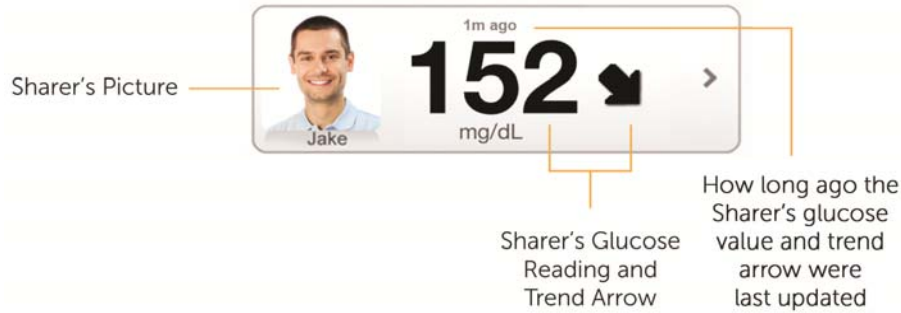 1m ago
Sharer's Picture
152
mg/dL
Jake
Sharer's Glucose
Reading and
Trend Arrow
How long ago the
Sharer's glucose
value and trend
arrow were
last updated